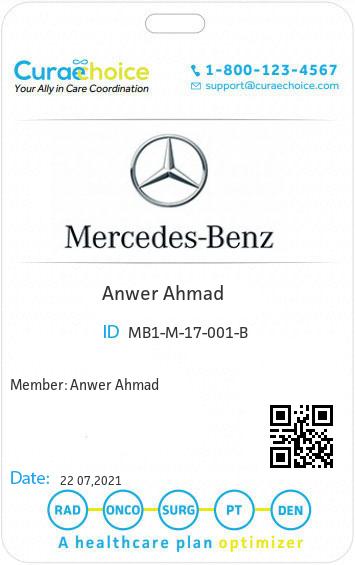 Curaechoice
Your Ally in Care Coordination
1-800-123-4567
support@curaechoice.com
Mercedes-Benz
Anwer Ahmad
ID MB1-M-17-001-B
Member: Anwer Ahmad
Date: 22 07,2021
RAD ONCO SURG PT DEN
A healthcare plan optimizer